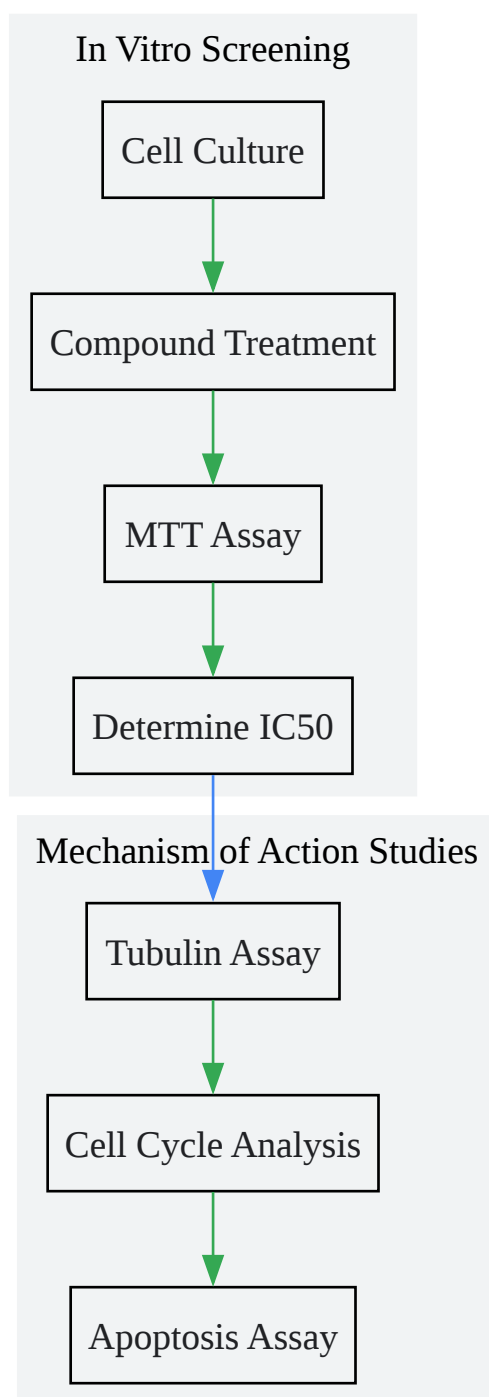 In Vitro Screening
Cell Culture
Compound Treatment
MTT Assay
Determine IC50
Mechanism of Action Studies
Tubulin Assay
Cell Cycle Analysis
Apoptosis Assay